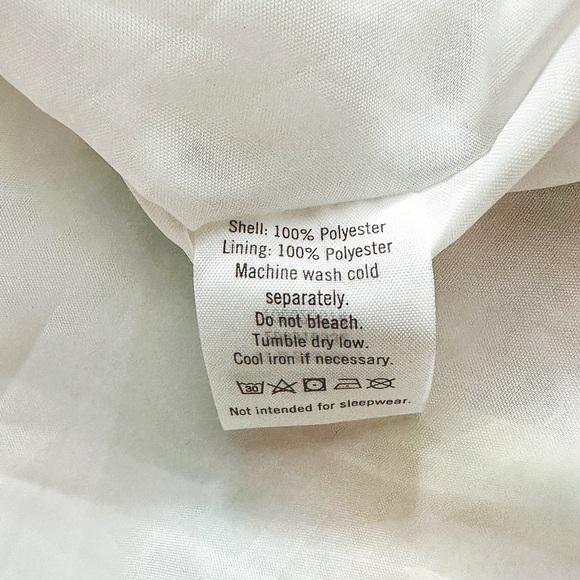 Shell: 100% Polyester
Lining: 100% Polyester
Machine wash cold
separately.
Do not bleach.
Tumble dry low.
Cool iron if necessary.
30
Not intended for sleepwear.